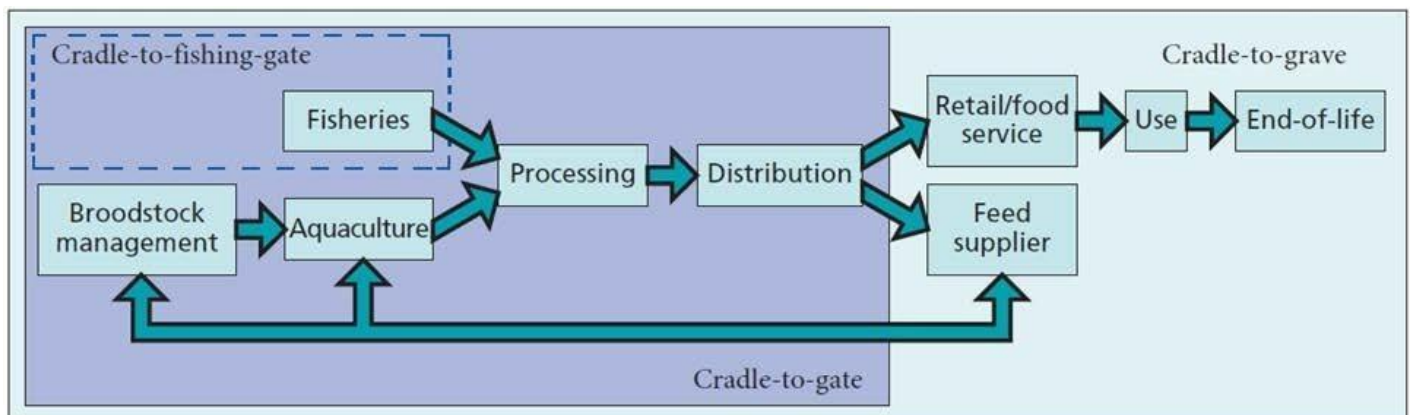 Cradle-to-fishing-gate
Cradle-to-grave
Fisheries
Retail/food
service
Use
End-of-life
Processing
Distribution
Broodstock
management
Aquaculture
Feed
supplier
Cradle-to-gate